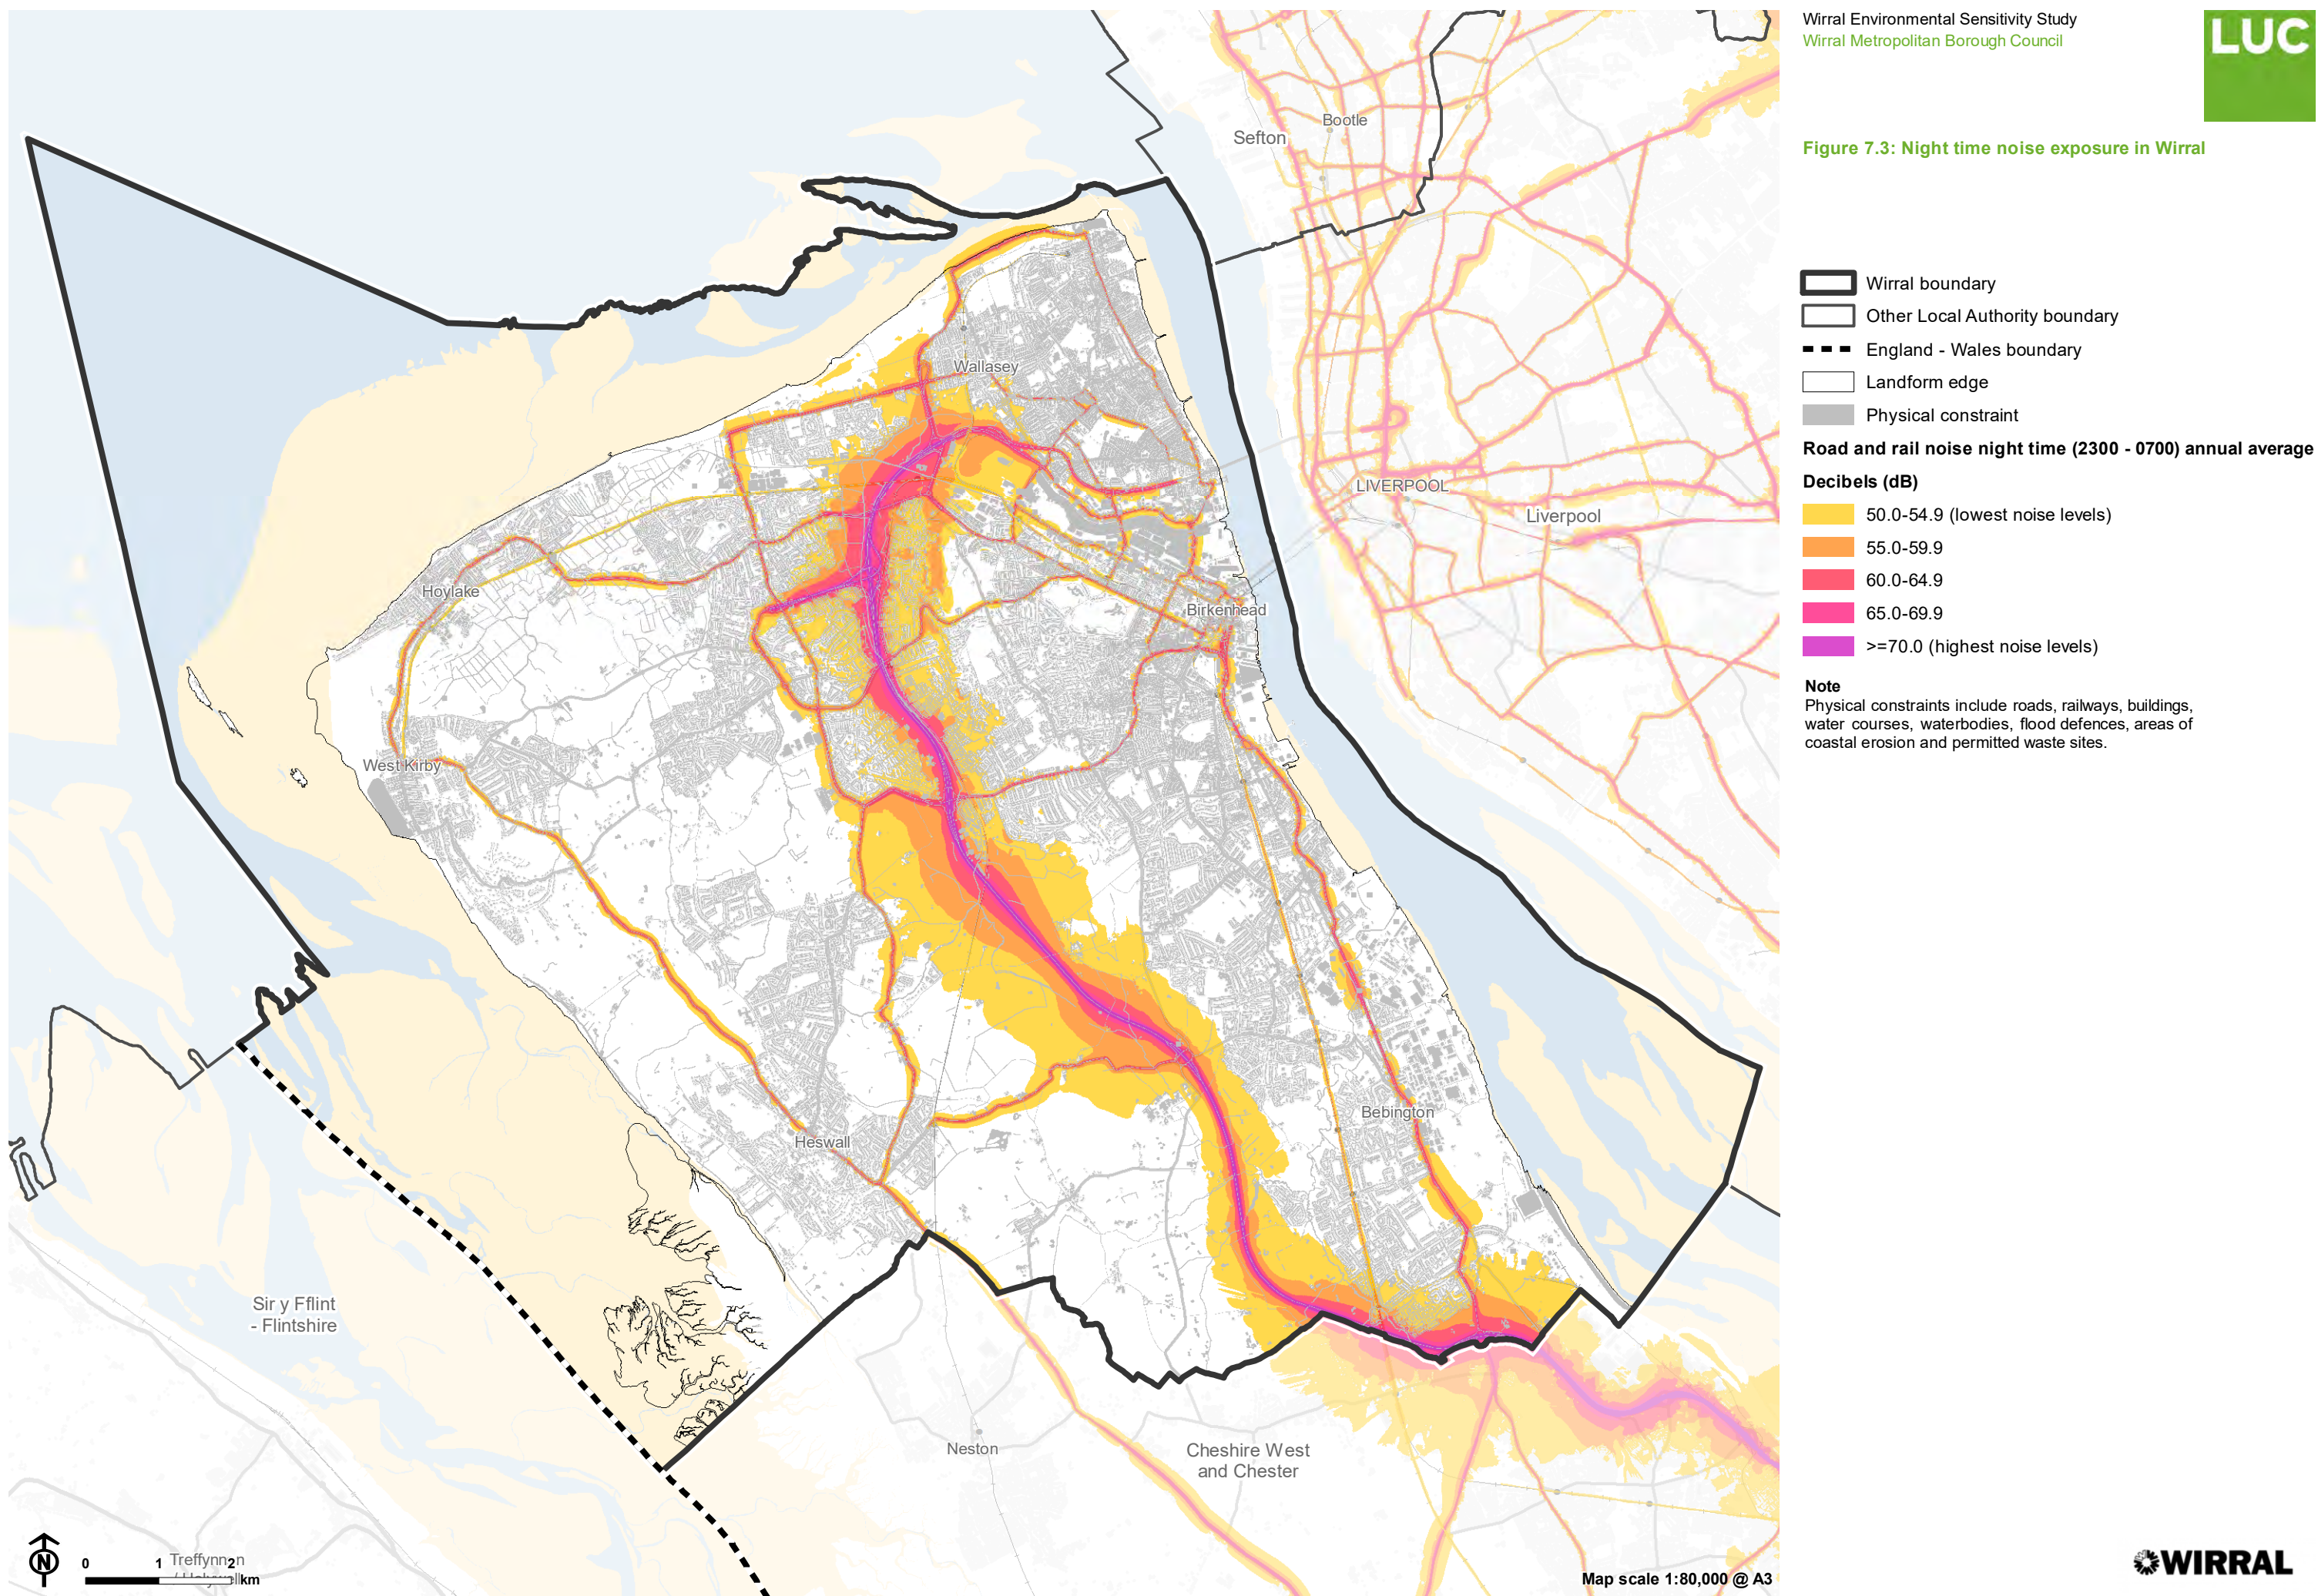 Wirral Environmental Sensitivity Study
Wirral Metropolitan Borough Council
LUC
Figure 7.3: Night time noise exposure in Wirral
Wirral boundary
Other Local Authority boundary
England - Wales boundary
Landform edge
Physical constraint
Road and rail noise night time (2300 - 0700) annual average
Decibels (dB)
50.0-54.9 (lowest noise levels)
55.0-59.9
60.0-64.9
65.0-69.9
>=70.0 (highest noise levels)
Note
Physical constraints include roads, railways, buildings,
water courses, waterbodies, flood defences, areas of
coastal erosion and permitted waste sites.
Sefton
Bootle
Wallasey
LIVERPOOL
Liverpool
Hoylake
Birkenhead
West Kirby
Bebington
Heswall
Sir y Fflint
- Flintshire
Neston
Cheshire West
and Chester
N
0 1 2
km
Map scale 1:80,000 @ A3
WIRRAL